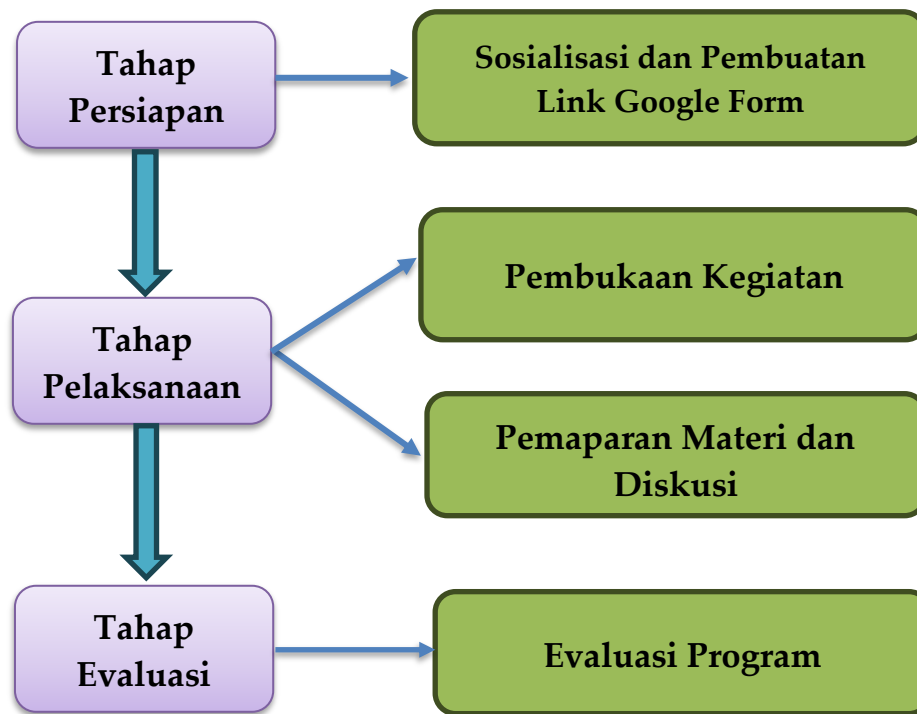 Tahap
Persiapan
Sosialisasi dan Pembuatan
Link Google Form
Tahap
Pelaksanaan
Pembukaan Kegiatan
Pemaparan Materi dan
Diskusi
Tahap
Evaluasi
Evaluasi Program